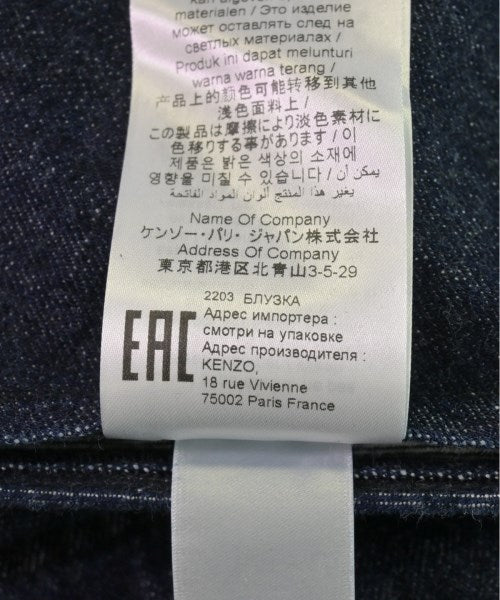 materialen / Это изделие
может оставлять след на
светлых материалах /
Produk ini dapat melunturi
warna warna terang /
产品上的颜色可能转移到其他
浅色面料上 /
この製品は摩擦により淡色素材に
色移りする事があります / 이
제품은 밝은 색상의 소재에
영향을 미칠 수 있습니다 / يمكن أن
يغير هذا المنتج ألوان المواد الفاتحة
Name Of Company
ケンゾー・パリ・ジャパン株式会社
Address Of Company
東京都港区北青山3-5-29
EAC
2203 БЛУЗКА
Адрес импортера :
смотри на упаковке
Адрес производителя :
KENZO,
18 rue Vivienne
75002 Paris France